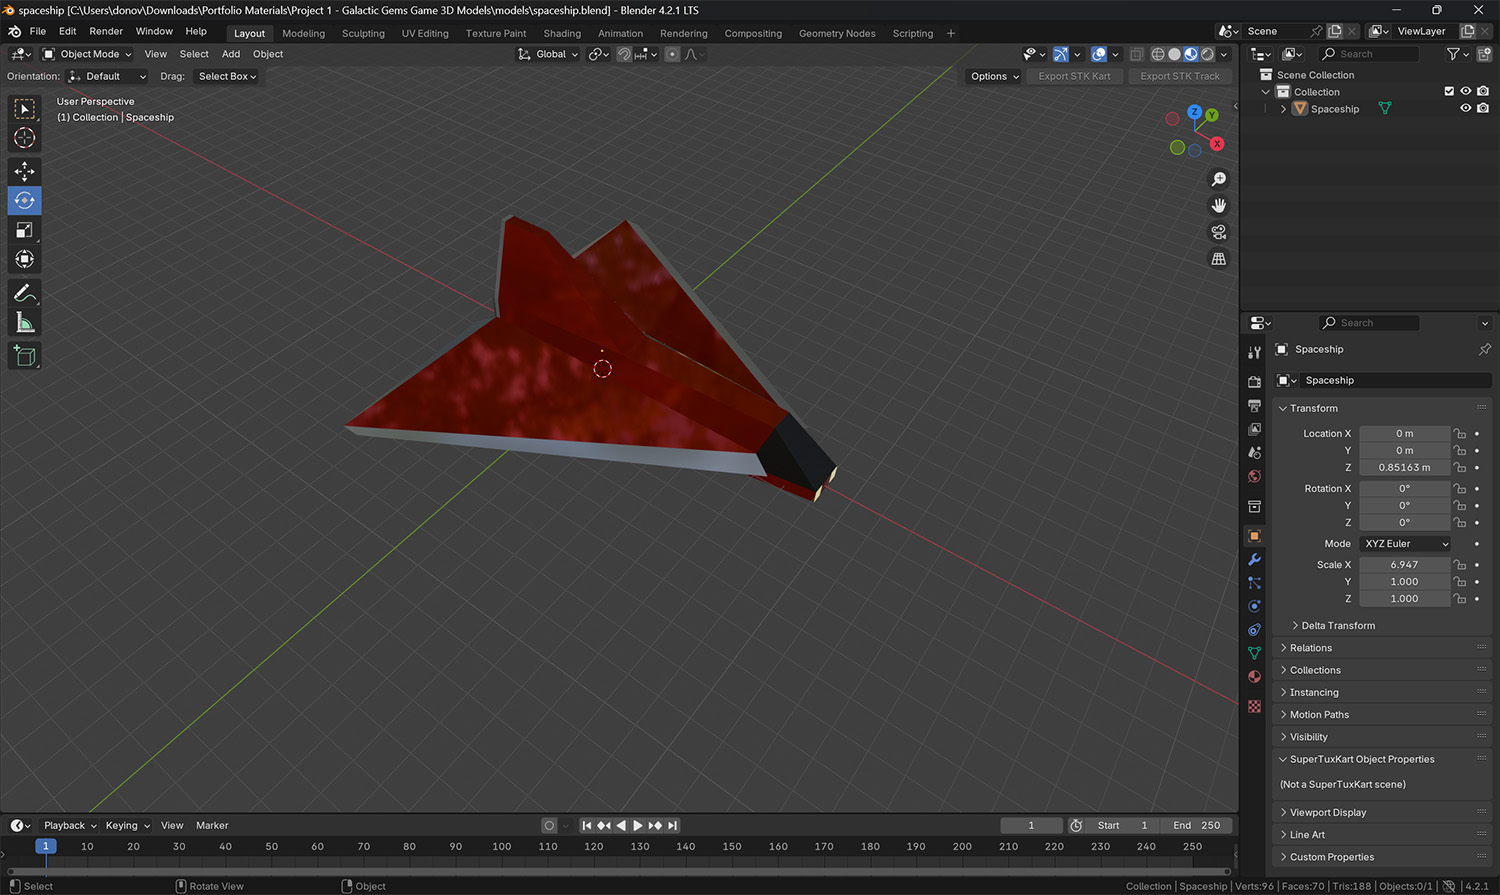 spaceship [C:\Users\donov\Downloads\Portfolio Materials\Project 1 - Galactic Gems Game 3D Models\models\spaceship.blend] - Blender 4.2.1 LTS
File Edit Render Window Help Layout Modeling Sculpting UV Editing Texture Paint Shading Animation Rendering Compositing Geometry Nodes Scripting + Scene ViewLayer
Object Mode View Select Add Object Global Search
Orientation: Default Drag: Select Box Options Export STK Kart Export STK Track
User Perspective
(1) Collection | Spaceship
Z
Y
X
Scene Collection
Collection
Spaceship
Search
Spaceship
Spaceship
Transform
Location X 0 m
Y 0 m
Z 0.85163 m
Rotation X 0°
Y 0°
Z 0°
Mode XYZ Euler
Scale X 6.947
Y 1.000
Z 1.000
Delta Transform
Relations
Collections
Instancing
Motion Paths
Visibility
SuperTuxKart Object Properties
(Not a SuperTuxKart scene)
Viewport Display
Line Art
Custom Properties
Playback Keying View Marker 1 Start 1 End 250
1 10 20 30 40 50 60 70 80 90 100 110 120 130 140 150 160 170 180 190 200 210 220 230 240 250
Select Rotate View Object Collection | Spaceship | Verts:96 | Faces:70 | Tris:188 | Objects:0/1 | 4.2.1